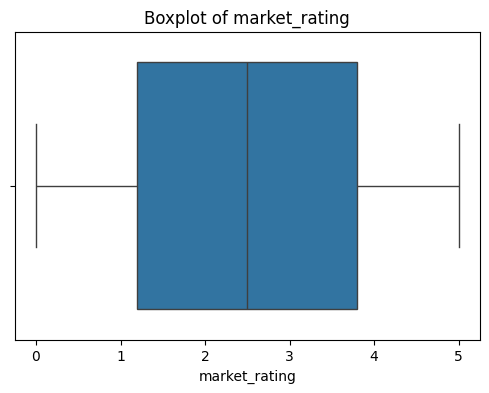 Boxplot of market_rating
0 1 2 3 4 5
market_rating